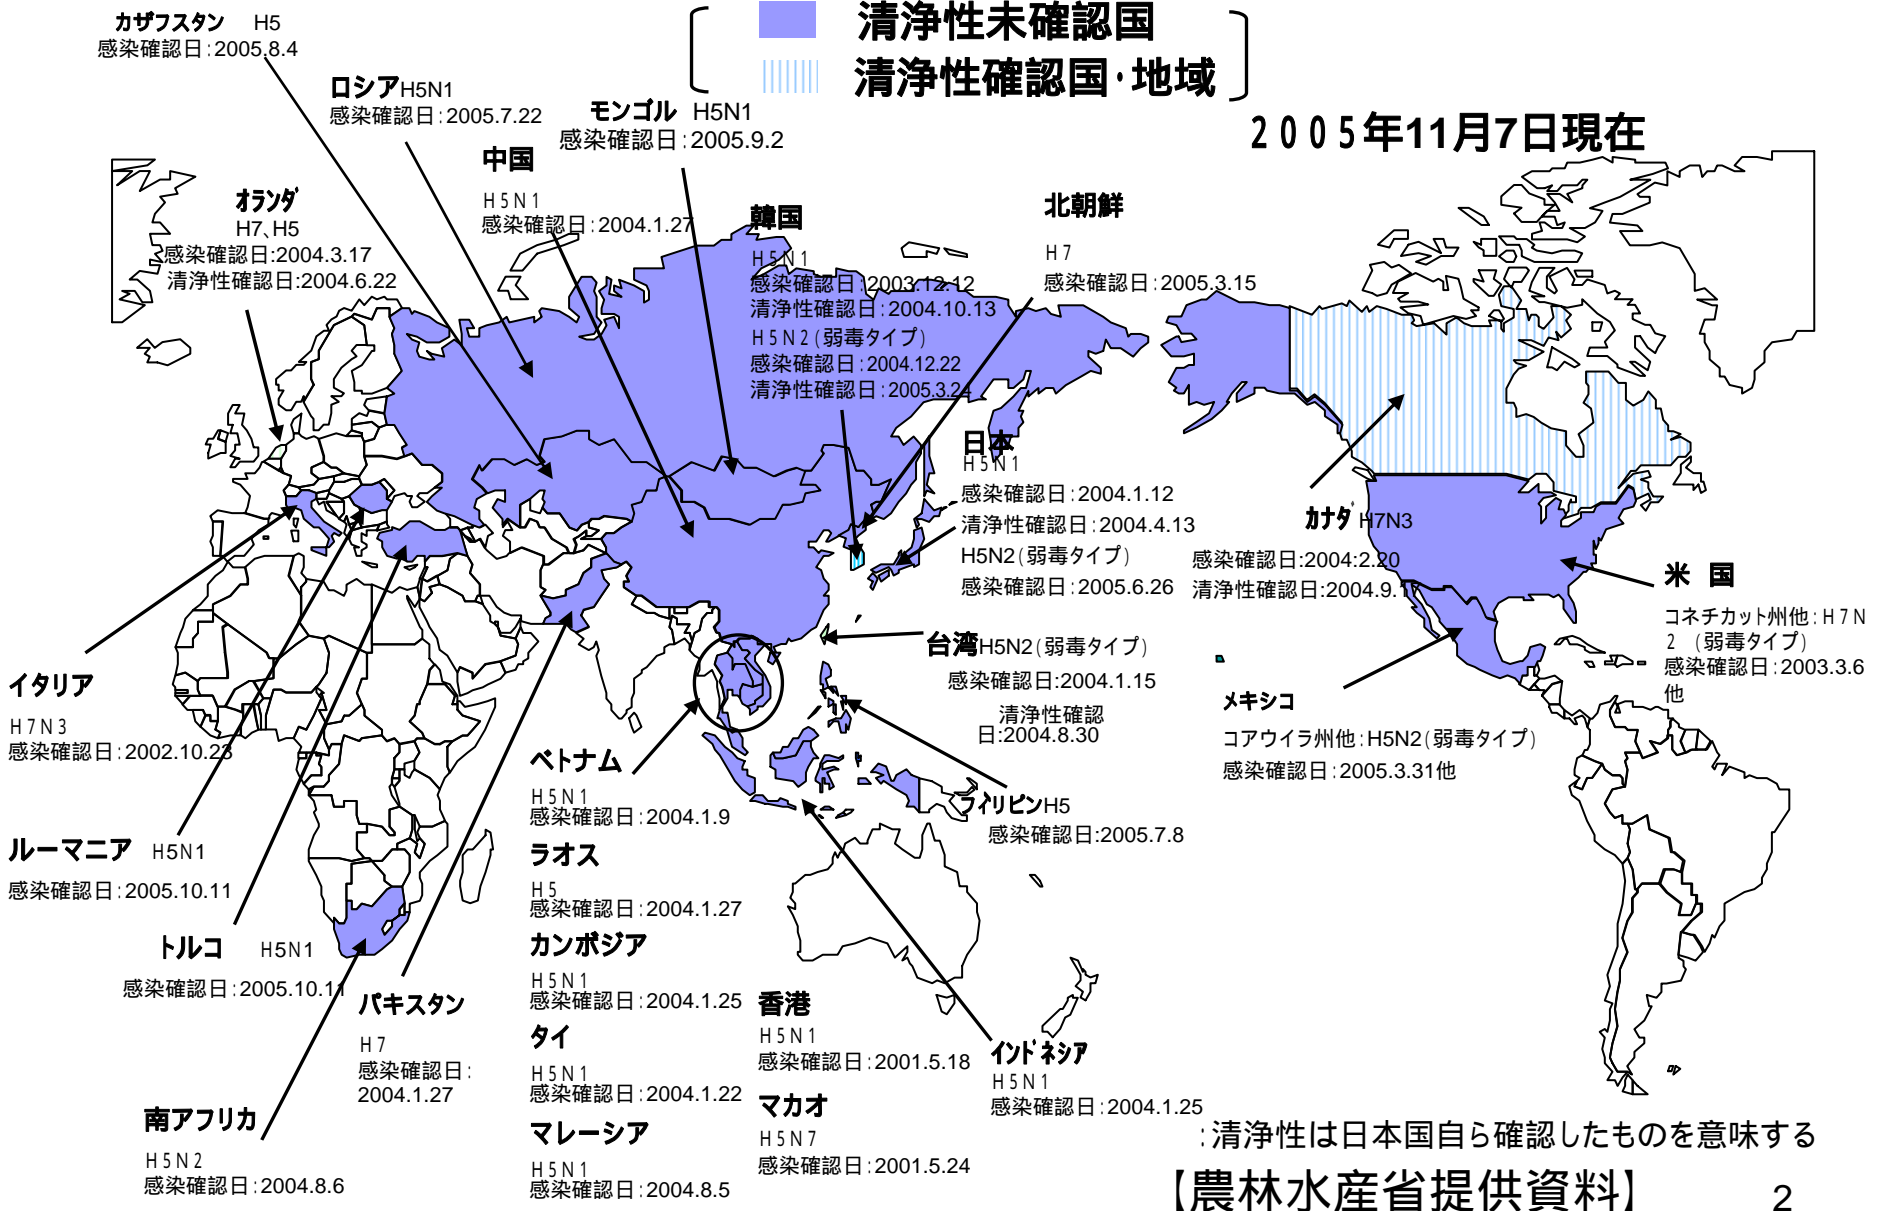 清浄性未確認国
清浄性確認国・地域
2005年11月7日現在
カザフスタン H5
感染確認日:2005.8.4
ロシアH5N1
感染確認日:2005.7.22
モンゴル H5N1
感染確認日:2005.9.2
中国
H5N1
感染確認日:2004.1.27
オランダ
H7、H5
感染確認日:2004.3.17
清浄性確認日:2004.6.22
韓国
H5N1
感染確認日:2003.12.12
清浄性確認日:2004.10.13
H5N2(弱毒タイプ)
感染確認日:2004.12.22
清浄性確認日:2005.3.24
北朝鮮
H7
感染確認日:2005.3.15
日本
H5N1
感染確認日:2004.1.12
清浄性確認日:2004.4.13
H5N2(弱毒タイプ)
感染確認日:2005.6.26
カナダ H7N3
感染確認日:2004:2.20
清浄性確認日:2004.9.1
米 国
コネチカット州他:H7N
2 (弱毒タイプ)
感染確認日:2003.3.6
他
台湾H5N2(弱毒タイプ)
感染確認日:2004.1.15
清浄性確認
日:2004.8.30
メキシコ
コアウイラ州他:H5N2(弱毒タイプ)
感染確認日:2005.3.31他
イタリア
H7N3
感染確認日:2002.10.23
ルーマニア H5N1
感染確認日:2005.10.11
トルコ H5N1
感染確認日:2005.10.11
パキスタン
H7
感染確認日:
2004.1.27
南アフリカ
H5N2
感染確認日:2004.8.6
ベトナム
H5N1
感染確認日:2004.1.9
ラオス
H5
感染確認日:2004.1.27
カンボジア
H5N1
感染確認日:2004.1.25
タイ
H5N1
感染確認日:2004.1.22
マレーシア
H5N1
感染確認日:2004.8.5
香港
H5N1
感染確認日:2001.5.18
マカオ
H5N7
感染確認日:2001.5.24
フィリピンH5
感染確認日:2005.7.8
インドネシア
H5N1
感染確認日:2004.1.25
:清浄性は日本国自ら確認したものを意味する
【農林水産省提供資料】
2